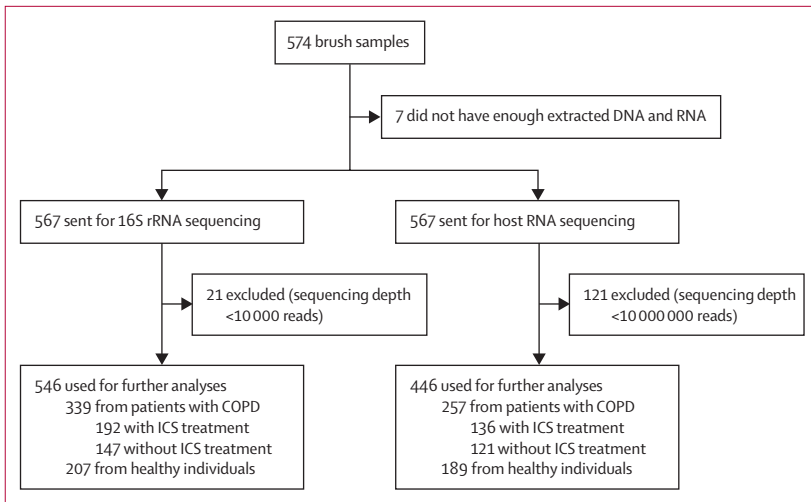 574 brush samples
7 did not have enough extracted DNA and RNA
567 sent for 16S rRNA sequencing
567 sent for host RNA sequencing
21 excluded (sequencing depth
<10 000 reads)
121 excluded (sequencing depth
<10 000 000 reads)
546 used for further analyses
339 from patients with COPD
192 with ICS treatment
147 without ICS treatment
207 from healthy individuals
446 used for further analyses
257 from patients with COPD
136 with ICS treatment
121 without ICS treatment
189 from healthy individuals